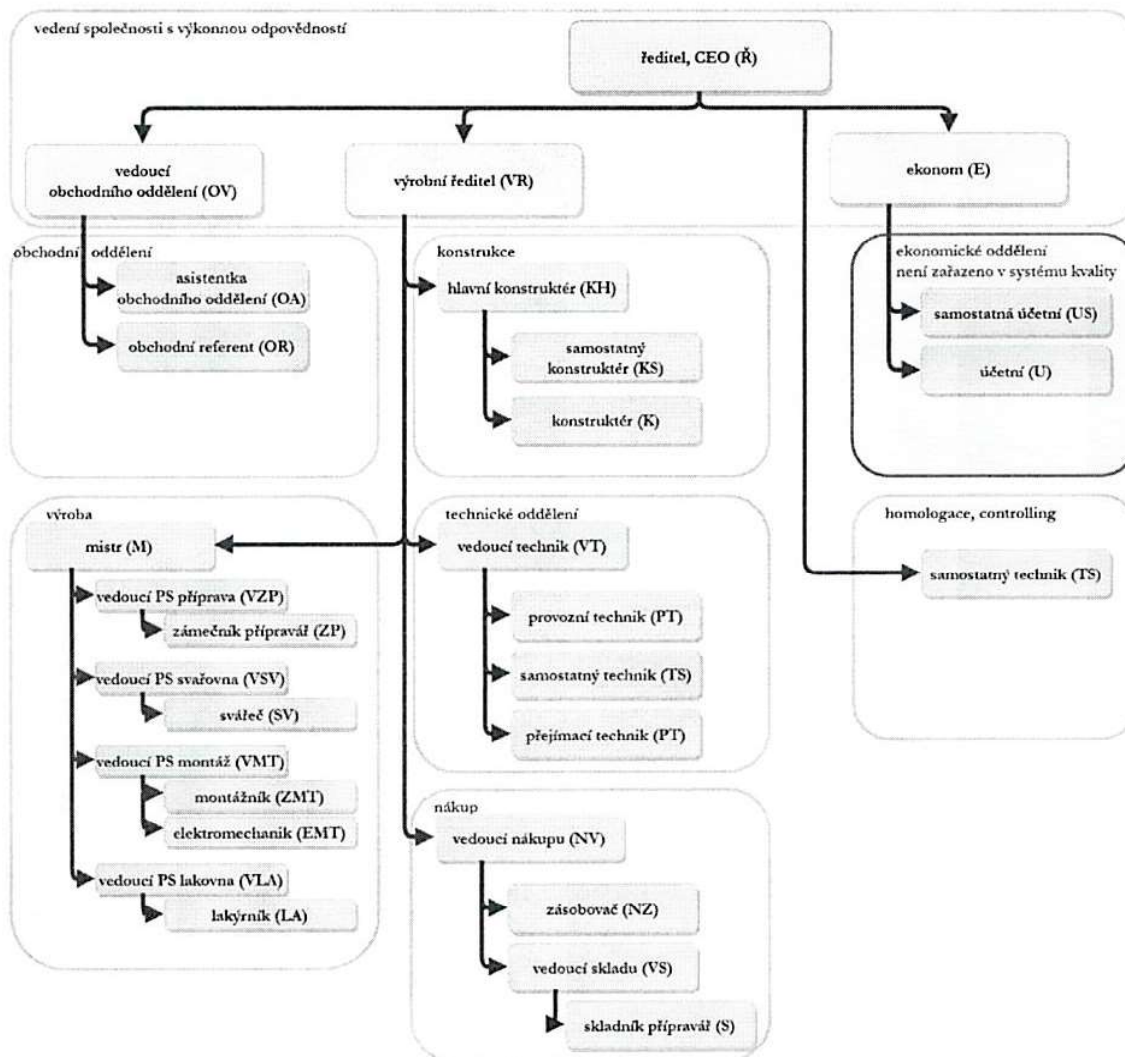 vedení společnosti s výkonnou odpovědností
ředitel, CEO (Ř)
vedoucí
obchodního oddělení (OV)
výrobní ředitel (VR)
ekonom (E)
obchodní oddělení
asistentka
obchodního oddělení (OA)
obchodní referent (OR)
konstrukce
hlavní konstruktér (KH)
samostatný
konstruktér (KS)
konstruktér (K)
ekonomické oddělení
není zařazeno v systému kvality
samostatná účetní (US)
účetní (U)
výroba
mistr (M)
vedoucí PS příprava (VZP)
zámečník přípravář (ZP)
vedoucí PS svařovna (VSV)
svářeč (SV)
vedoucí PS montáž (VMT)
montážník (ZMT)
elektromechanik (EMT)
vedoucí PS lakovna (VLA)
lakýrník (LA)
technické oddělení
vedoucí technik (VT)
provozní technik (PT)
samostatný technik (TS)
přejímací technik (PT)
homologace, controlling
samostatný technik (TS)
nákup
vedoucí nákupu (NV)
zásobovač (NZ)
vedoucí skladu (VS)
skladník přípravář (S)